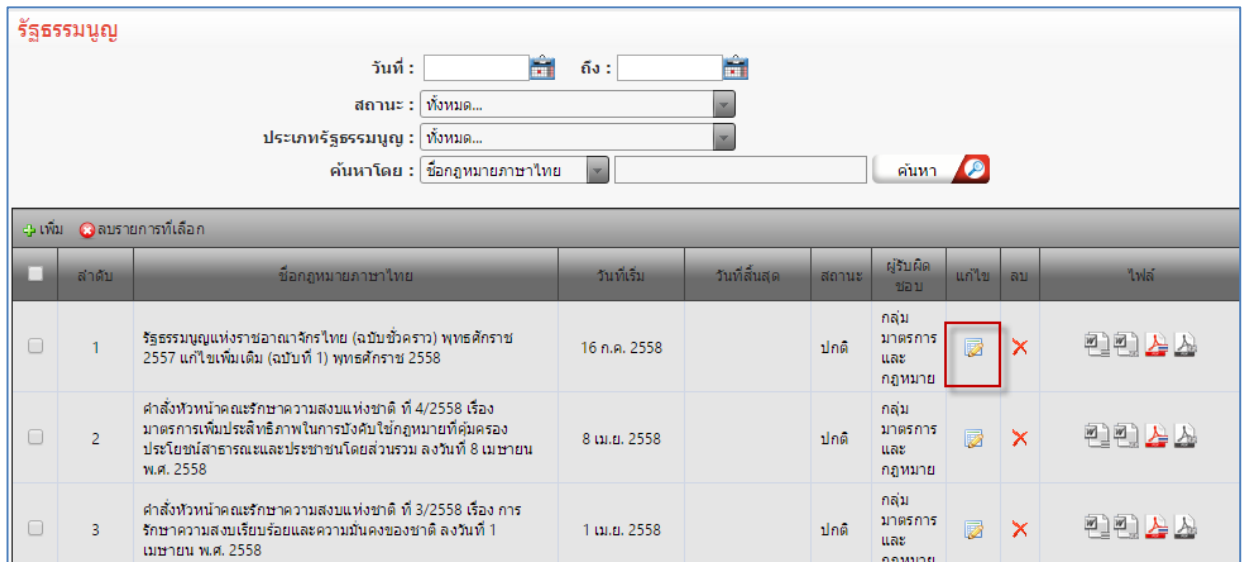 รัฐธรรมนูญ
วันที่ : ถึง :
สถานะ : ทั้งหมด...
ประเภทรัฐธรรมนูญ : ทั้งหมด...
ค้นหาโดย : ชื่อกฎหมายภาษาไทย ค้นหา
เพิ่ม ลบรายการที่เลือก
ลำดับ ชื่อกฎหมายภาษาไทย วันที่เริ่ม วันที่สิ้นสุด สถานะ ผู้รับผิด
ชอบ แก้ไข ลบ ไฟล์
1 รัฐธรรมนูญแห่งราชอาณาจักรไทย (ฉบับชั่วคราว) พุทธศักราช
2557 แก้ไขเพิ่มเติม (ฉบับที่ 1) พุทธศักราช 2558
16 ก.ค. 2558 ปกติ
กลุ่ม
มาตรการ
และ
กฎหมาย
2 คำสั่งหัวหน้าคณะรักษาความสงบแห่งชาติ ที่ 4/2558 เรื่อง
มาตรการเพิ่มประสิทธิภาพในการบังคับใช้กฎหมายที่คุ้มครอง
ประโยชน์สาธารณะและประชาชนโดยส่วนรวม ลงวันที่ 8 เมษายน
พ.ศ. 2558
8 เม.ย. 2558 ปกติ
กลุ่ม
มาตรการ
และ
กฎหมาย
3 คำสั่งหัวหน้าคณะรักษาความสงบแห่งชาติ ที่ 3/2558 เรื่อง การ
รักษาความสงบเรียบร้อยและความมั่นคงของชาติ ลงวันที่ 1
เมษายน พ.ศ. 2558
1 เม.ย. 2558 ปกติ
กลุ่ม
มาตรการ
และ
กฎหมาย